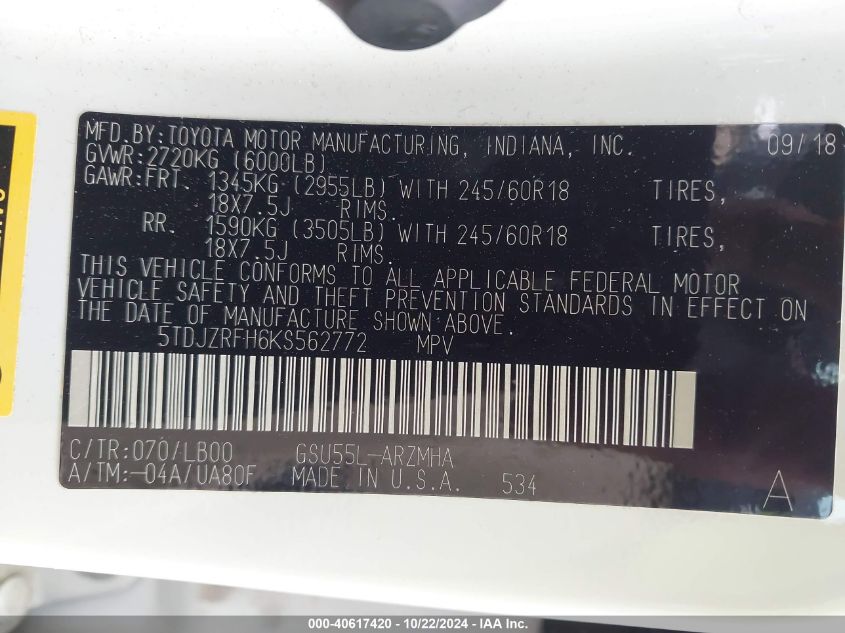 MFD.BY:TOYOTA MOTOR MANUFACTURING, INDIANA, INC. 09/18
GVWR:2720KG (6000LB)
GAWR:FRT. 1345KG (2955LB) WITH 245/60R18 TIRES,
18X7.5J RIMS.
RR. 1590KG (3505LB) WITH 245/60R18 TIRES,
18X7.5J RIMS.
THIS VEHICLE CONFORMS TO ALL APPLICABLE FEDERAL MOTOR
VEHICLE SAFETY AND THEFT PREVENTION STANDARDS IN EFFECT ON
THE DATE OF MANUFACTURE SHOWN ABOVE.
5TDJZRFH6KS562772 MPV
C/TR:070/LB00 GSU55L-ARZMHA
A/TM:-04A/UA80F MADE IN U.S.A. 534 A
000-40617420 - 10/22/2024 - IAA Inc.